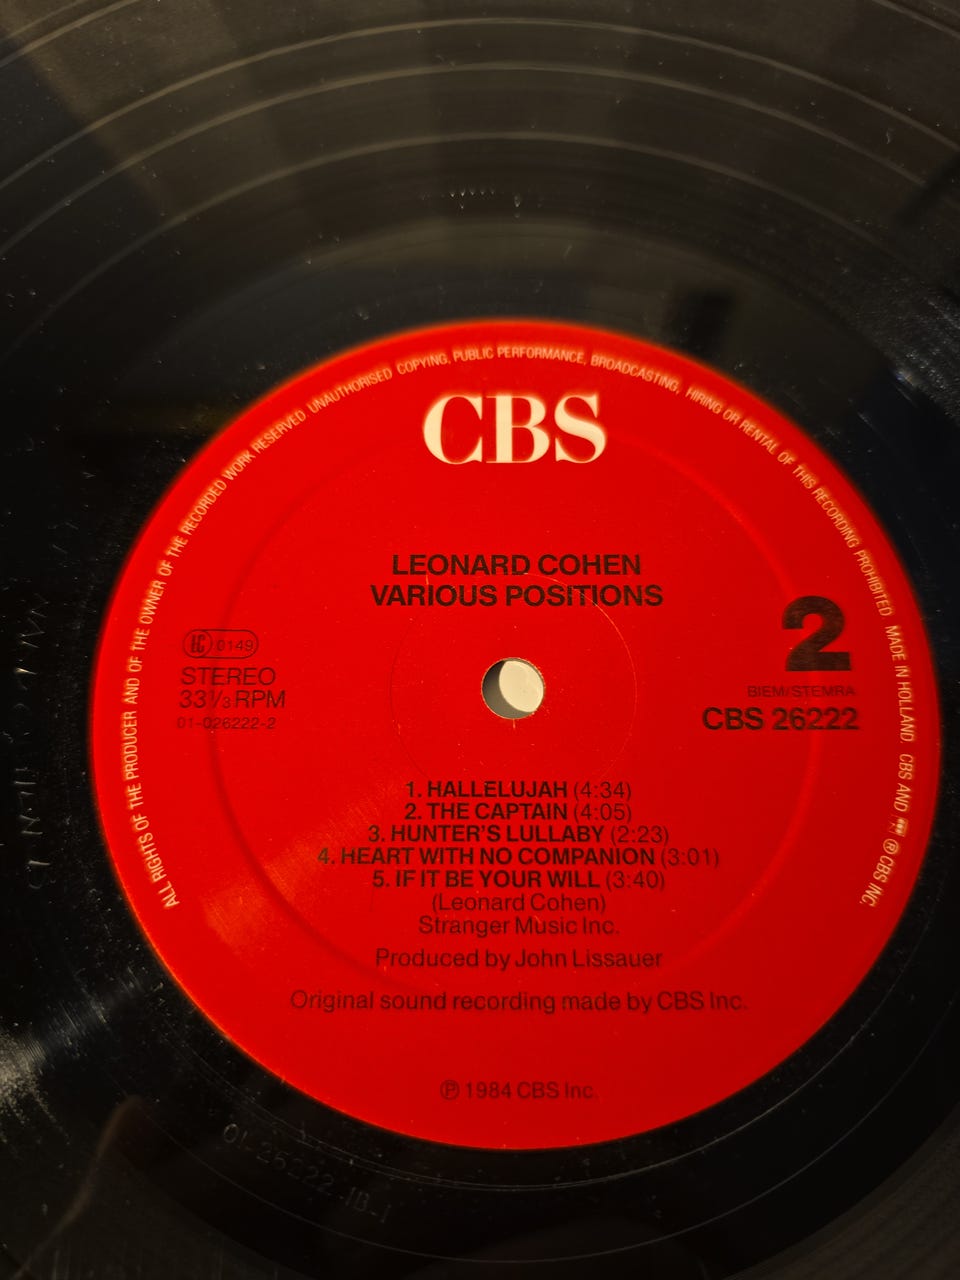 ALL RIGHTS OF THE PRODUCER AND OF THE OWNER OF THE RECORDED WORK RESERVED. UNAUTHORISED COPYING, PUBLIC PERFORMANCE, BROADCASTING, HIRING OR RENTAL OF THIS RECORDING PROHIBITED. MADE IN HOLLAND. CBS AND ℗ CBS INC.
CBS
LEONARD COHEN
VARIOUS POSITIONS
LC 0149
STEREO
33⅓ RPM
01-026222-2
2
BIEM/STEMRA
CBS 26222
1. HALLELUJAH (4:34)
2. THE CAPTAIN (4:05)
3. HUNTER'S LULLABY (2:23)
4. HEART WITH NO COMPANION (3:01)
5. IF IT BE YOUR WILL (3:40)
(Leonard Cohen)
Stranger Music Inc.
Produced by John Lissauer
Original sound recording made by CBS Inc.
℗ 1984 CBS Inc.